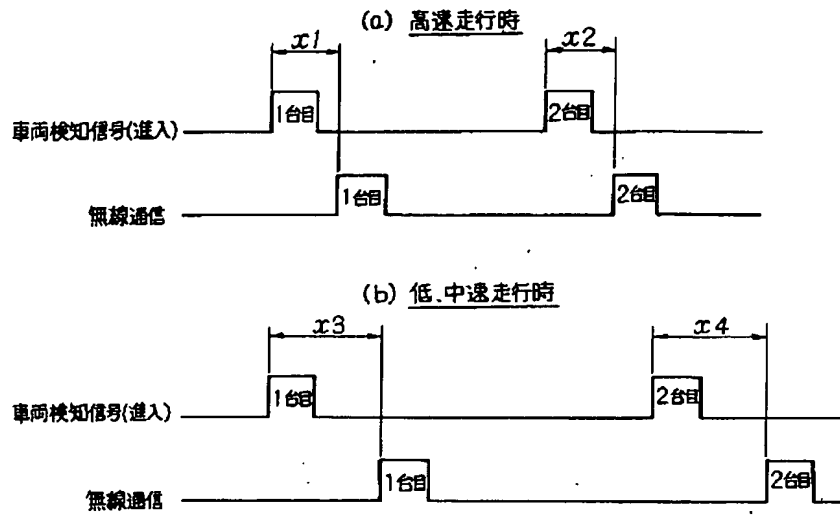 (a) 高速走行時
x1 x2
車両検知信号(進入) 1台目 2台目
無線通信 1台目 2台目
(b) 低、中速走行時
x3 x4
車両検知信号(進入) 1台目 2台目
無線通信 1台目 2台目